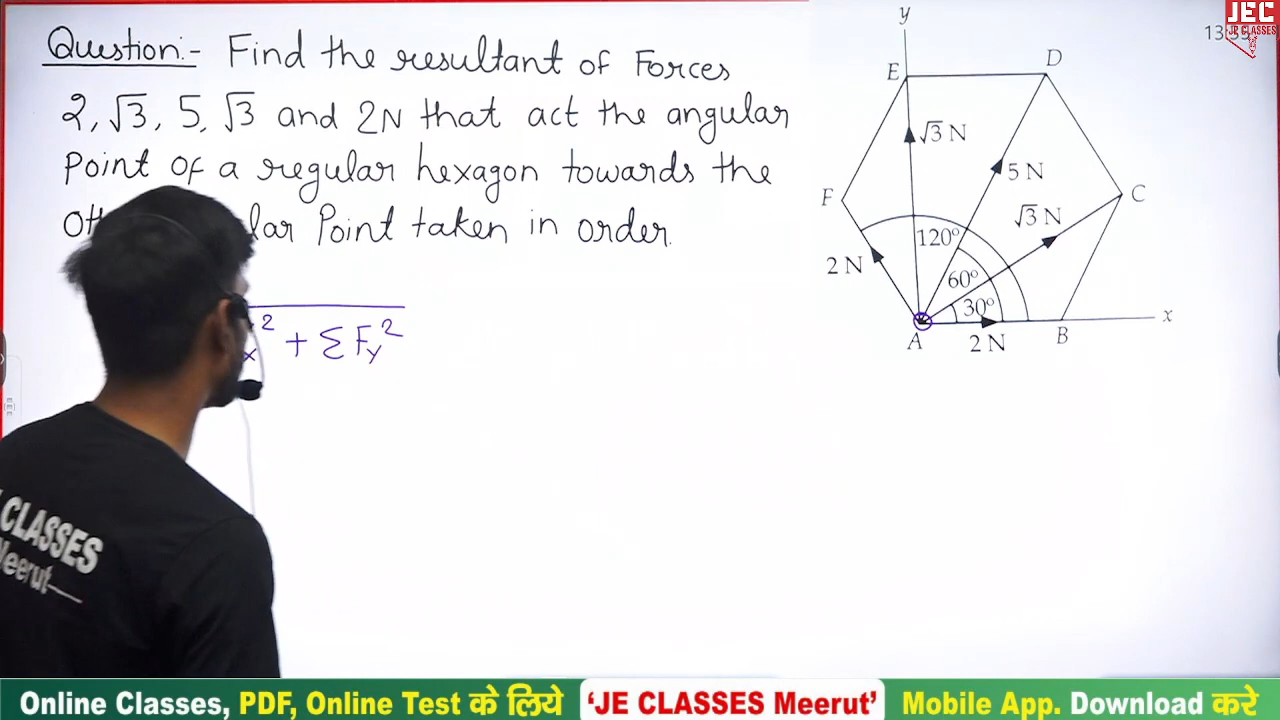 Question:- Find the resultant of Forces
2, √3, 5, √3 and 2N that act the angular
Point of a regular hexagon towards the
Point taken in order.
x² + ΣFy²
y
E
D
√3 N
5 N
F
C
√3 N
120°
60°
2 N
30°
x
A
2 N
B
JEC
JE CLASSES
CLASSES
Meerut
Online Classes, PDF, Online Test के लिये 'JE CLASSES Meerut' Mobile App. Download करे